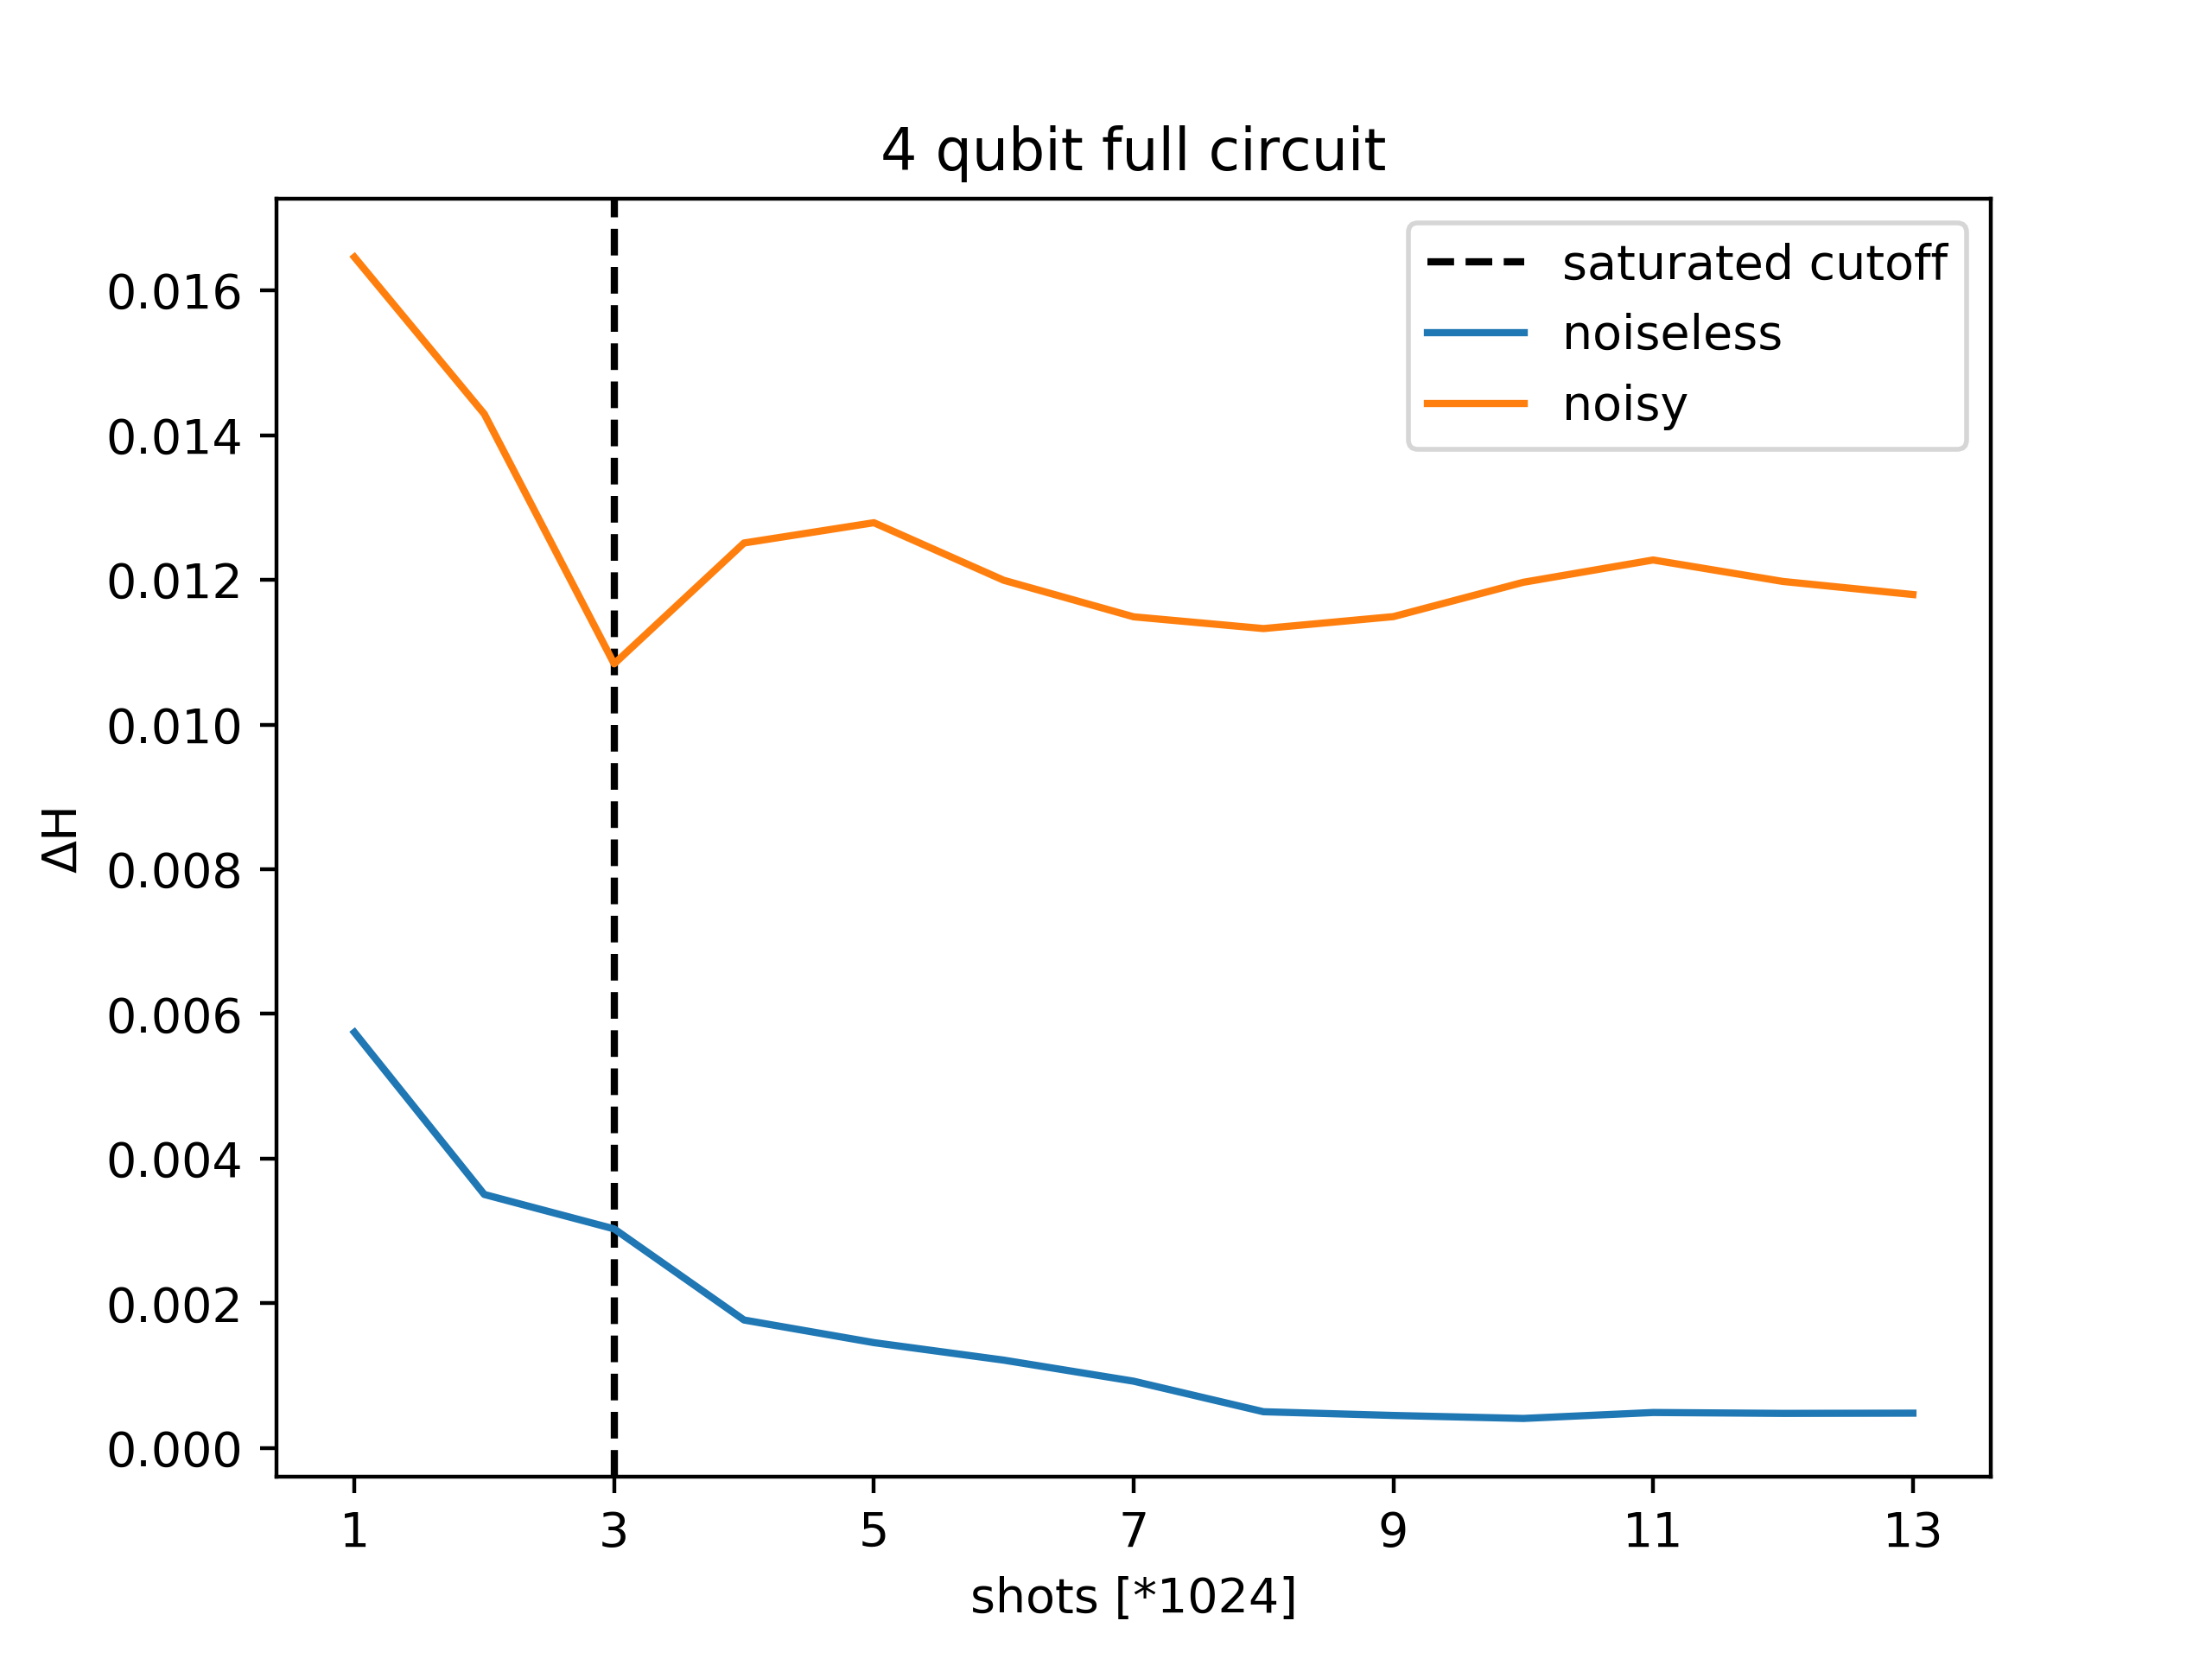 4 qubit full circuit
saturated cutoff
noiseless
noisy
0.016
0.014
0.012
0.010
0.008
0.006
0.004
0.002
0.000
ΔH
1 3 5 7 9 11 13
shots [*1024]